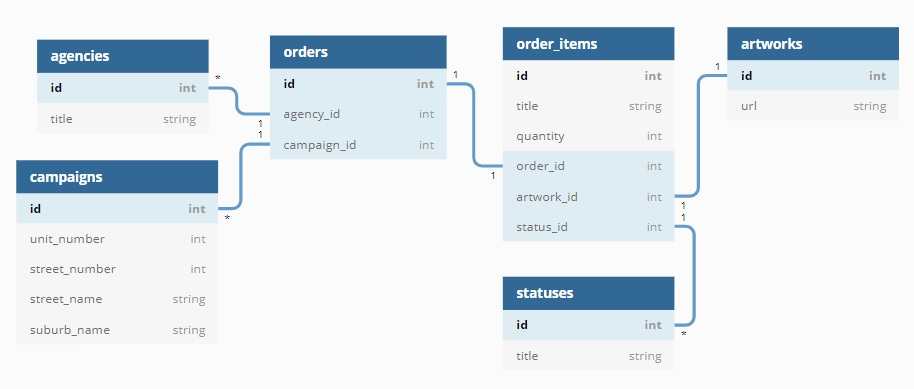 agencies
id int
title string
campaigns
id int
unit_number int
street_number int
street_name string
suburb_name string
orders
id int
agency_id int
campaign_id int
order_items
id int
title string
quantity int
order_id int
artwork_id int
status_id int
statuses
id int
title string
artworks
id int
url string
*
1
1
*
1
1
1
1
1
*